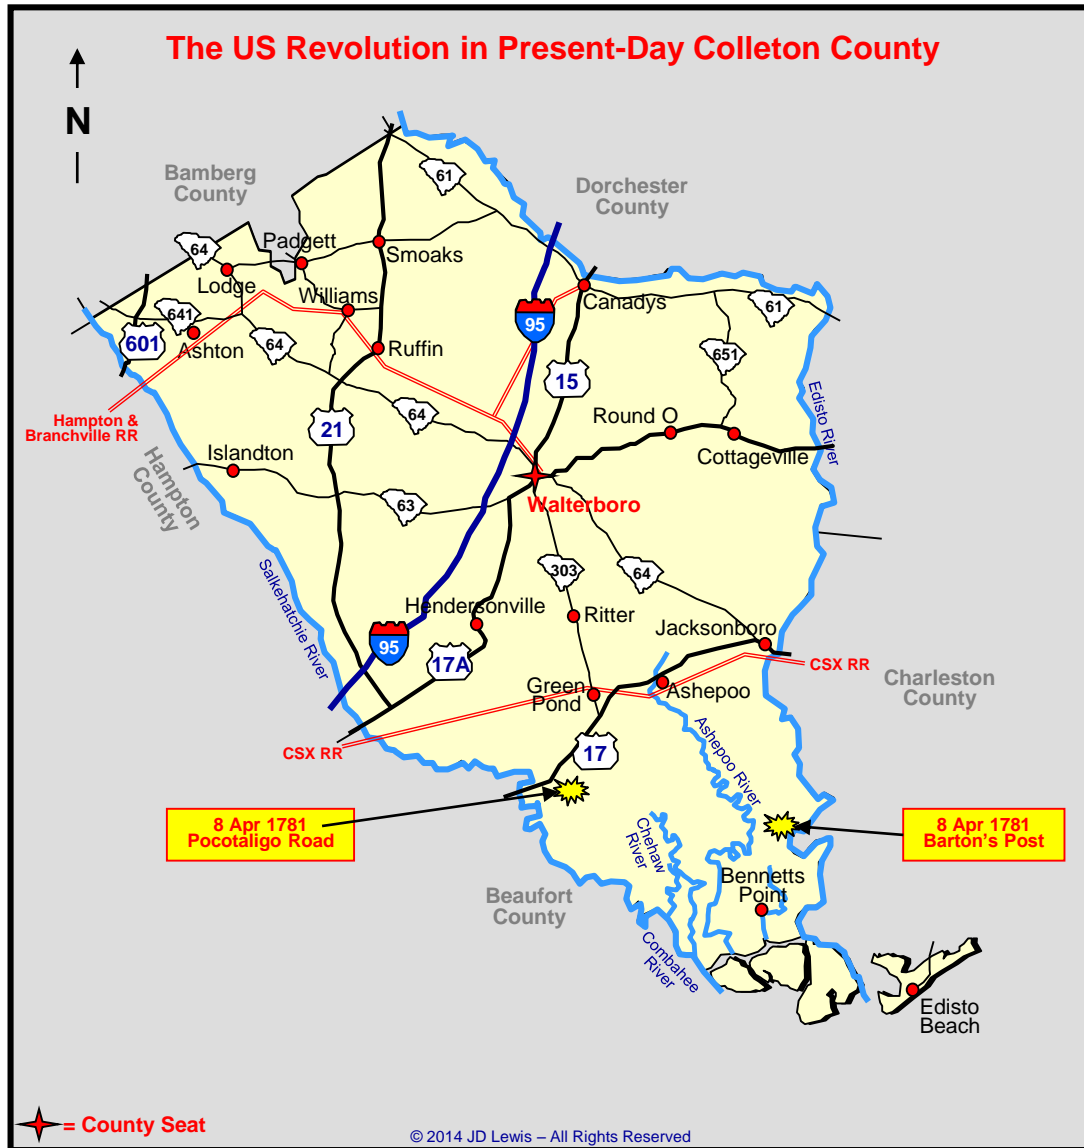 The US Revolution in Present-Day Colleton County
N
Bamberg
County
Dorchester
County
61
64
Padgett
Smoaks
Lodge
Williams
Canadys
61
95
641
601
Ashton
64
Ruffin
651
15
Edisto River
Hampton &
Branchville RR
21
64
Round O
Cottageville
Hampton
County
Islandton
63
Walterboro
Salkehatchie River
303
64
Hendersonville
Ritter
Jacksonboro
95
17A
CSX RR
Green
Pond
Ashepoo
Charleston
County
CSX RR
17
Ashepoo River
8 Apr 1781
Pocotaligo Road
8 Apr 1781
Barton's Post
Chehaw
River
Bennetts
Point
Beaufort
County
Combahee
River
Edisto
Beach
= County Seat
© 2014 JD Lewis – All Rights Reserved